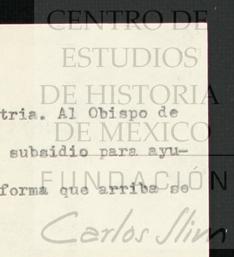 CENTRO DE
ESTUDIOS
DE HISTORIA
tria. Al Obispo de
DE MÉXICO
subsidio para ayu-
FUNDACIÓN
forma que arriba se
Carlos Slim